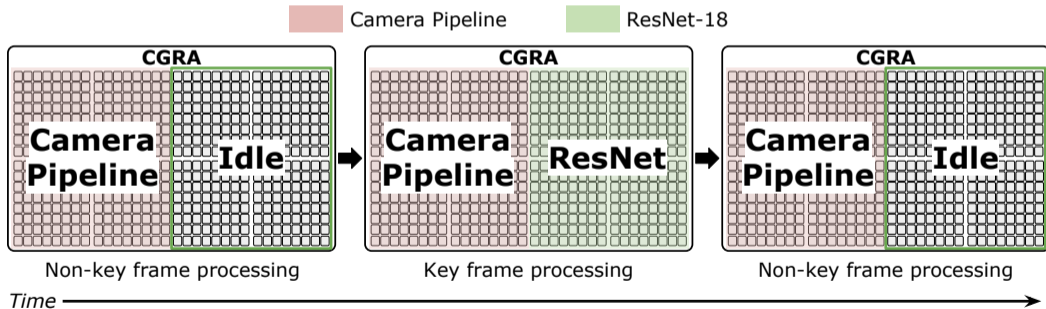 Camera Pipeline
ResNet-18
CGRA
Camera
Pipeline
Idle
Non-key frame processing
CGRA
Camera
Pipeline
ResNet
Key frame processing
CGRA
Camera
Pipeline
Idle
Non-key frame processing
Time